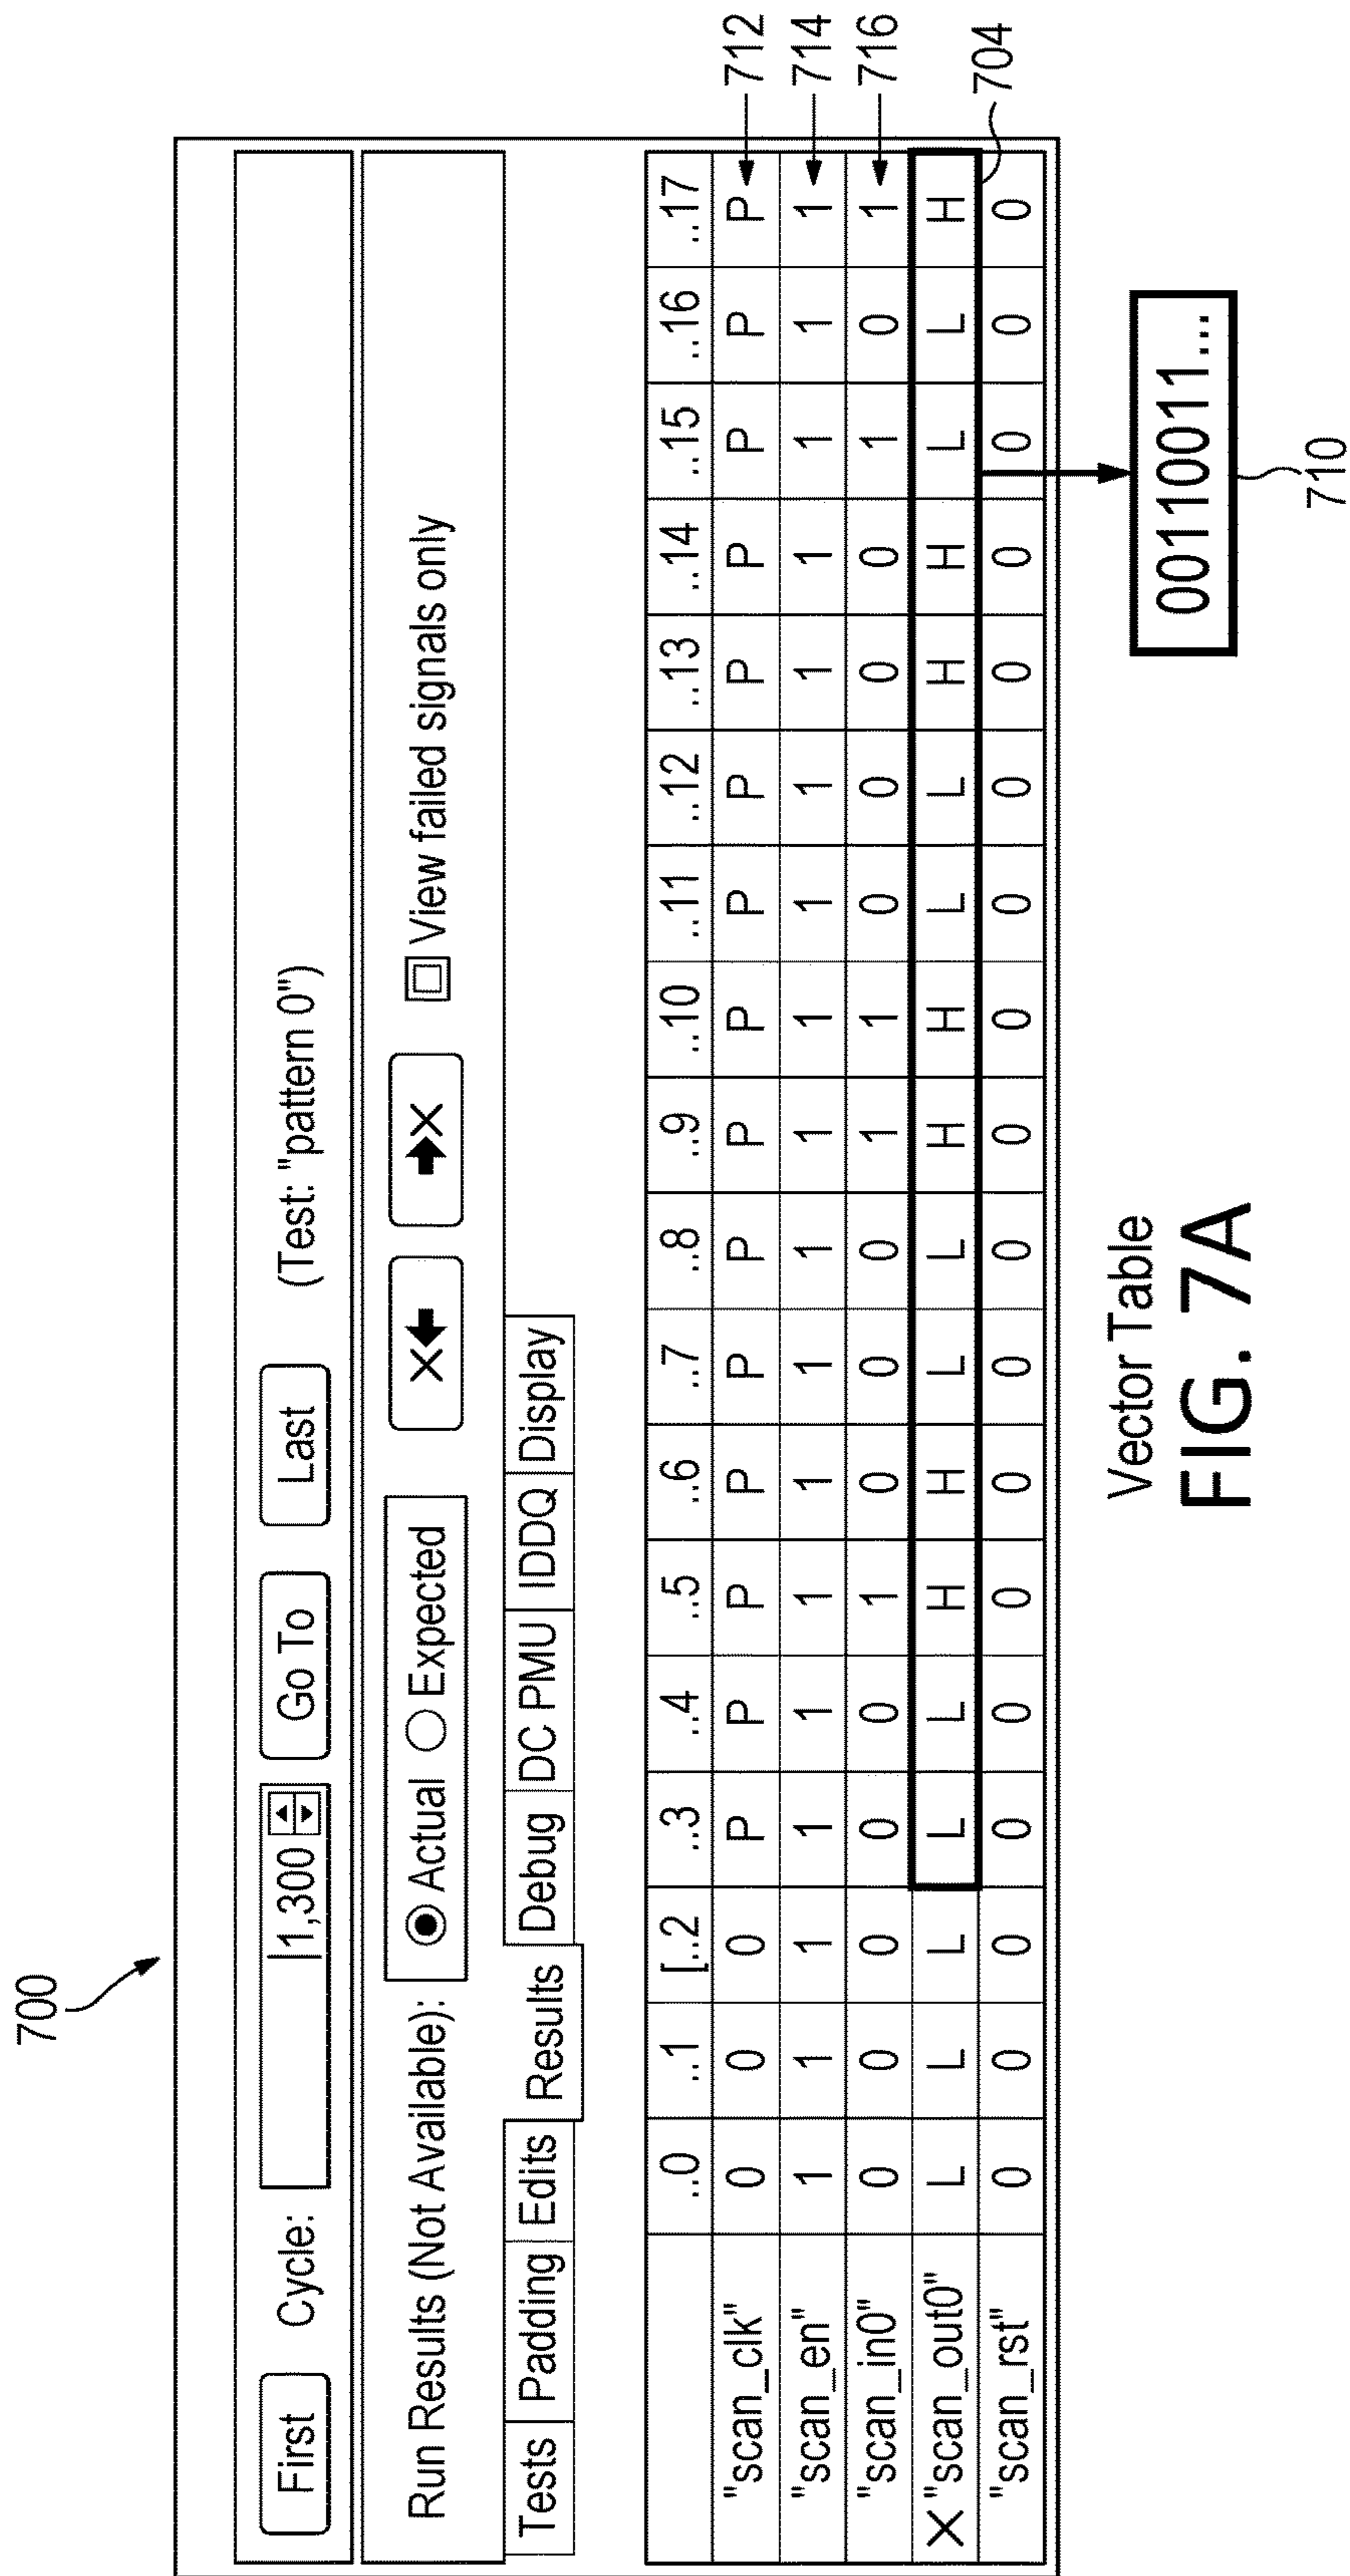 700
First Cycle: 1,300 Go To Last (Test: "pattern 0")
Run Results (Not Available): Actual Expected X X View failed signals only
Tests Padding Edits Results Debug DC PMU IDDQ Display
..0 ..1 [..2 ..3 ..4 ..5 ..6 ..7 ..8 ..9 ..10 ..11 ..12 ..13 ..14 ..15 ..16 ..17
"scan_clk" 0 0 0 P P P P P P P P P P P P P P P 712
"scan_en" 1 1 1 1 1 1 1 1 1 1 1 1 1 1 1 1 1 1 714
"scan_in0" 0 0 0 0 0 1 0 0 0 1 1 0 0 0 0 1 0 1 716
X "scan_out0" L L L L L H H L L H H L L H H L L H
"scan_rst" 0 0 0 0 0 0 0 0 0 0 0 0 0 0 0 0 0 0 704
00110011...
710
Vector Table
FIG. 7A